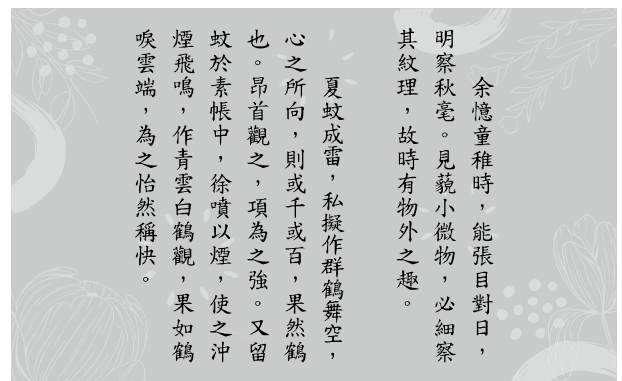 余憶童稚時，能張目對日，
明察秋毫。見藐小微物，必細察
其紋理，故時有物外之趣。
夏蚊成雷，私擬作群鶴舞空，
心之所向，則或千或百，果然鶴
也。昂首觀之，項為之強。又留
蚊於素帳中，徐噴以煙，使之沖
煙飛鳴，作青雲白鶴觀，果如鶴
唳雲端，為之怡然稱快。